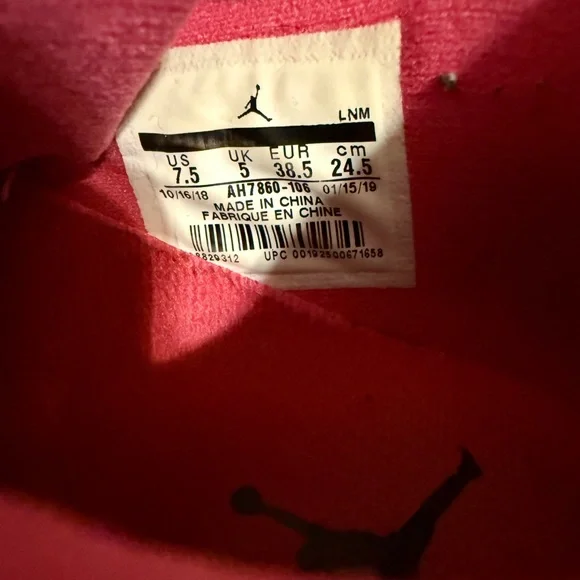 LNM
US UK EUR cm
7.5 5 38.5 24.5
10/16/18 AH7860-106 01/15/19
MADE IN CHINA
FABRIQUE EN CHINE
8829312 UPC 00192500671658